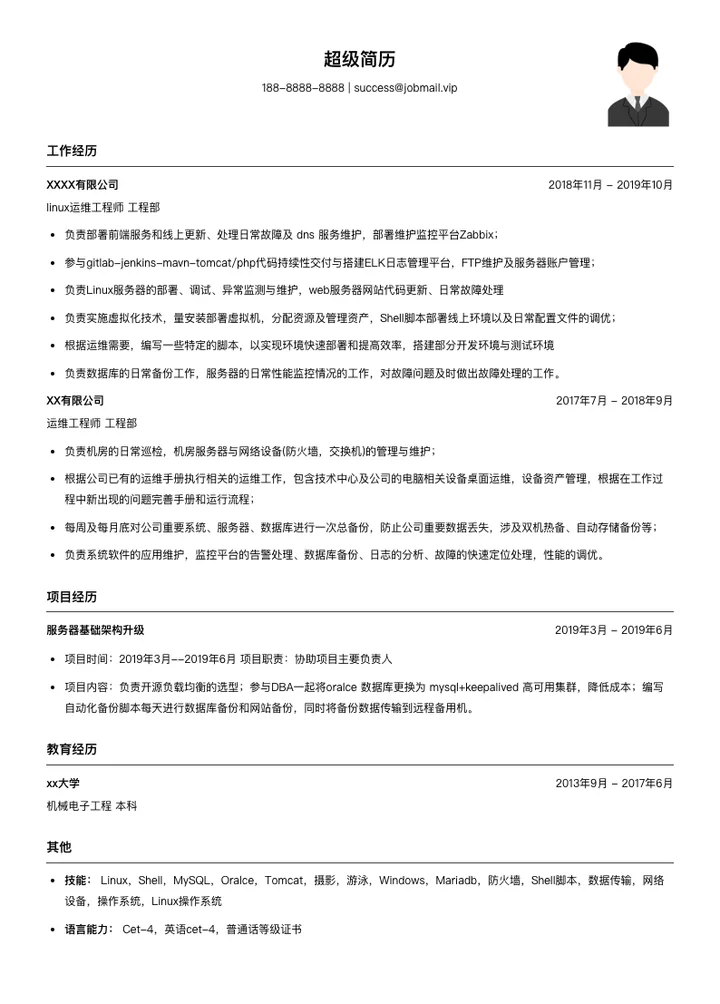 超级简历
188-8888-8888 | success@jobmail.vip
工作经历
XXXX有限公司 2018年11月 - 2019年10月
linux运维工程师 工程部
• 负责部署前端服务和线上更新、处理日常故障及 dns 服务维护，部署维护监控平台Zabbix；
• 参与gitlab-jenkins-mavn-tomcat/php代码持续性交付与搭建ELK日志管理平台，FTP维护及服务器账户管理；
• 负责Linux服务器的部署、调试、异常监测与维护，web服务器网站代码更新、日常故障处理
• 负责实施虚拟化技术，量安装部署虚拟机，分配资源及管理资产，Shell脚本部署线上环境以及日常配置文件的调优；
• 根据运维需要，编写一些特定的脚本，以实现环境快速部署和提高效率，搭建部分开发环境与测试环境
• 负责数据库的日常备份工作，服务器的日常性能监控情况的工作，对故障问题及时做出故障处理的工作。
XX有限公司 2017年7月 - 2018年9月
运维工程师 工程部
• 负责机房的日常巡检，机房服务器与网络设备(防火墙，交换机)的管理与维护；
• 根据公司已有的运维手册执行相关的运维工作，包含技术中心及公司的电脑相关设备桌面运维，设备资产管理，根据在工作过
程中新出现的问题完善手册和运行流程；
• 每周及每月底对公司重要系统、服务器、数据库进行一次总备份，防止公司重要数据丢失，涉及双机热备、自动存储备份等；
• 负责系统软件的应用维护，监控平台的告警处理、数据库备份、日志的分析、故障的快速定位处理，性能的调优。
项目经历
服务器基础架构升级 2019年3月 - 2019年6月
• 项目时间：2019年3月--2019年6月 项目职责：协助项目主要负责人
• 项目内容：负责开源负载均衡的选型；参与DBA一起将oralce 数据库更换为 mysql+keepalived 高可用集群，降低成本；编写
自动化备份脚本每天进行数据库备份和网站备份，同时将备份数据传输到远程备用机。
教育经历
xx大学 2013年9月 - 2017年6月
机械电子工程 本科
其他
• 技能： Linux，Shell，MySQL，Oralce，Tomcat，摄影，游泳，Windows，Mariadb，防火墙，Shell脚本，数据传输，网络
设备，操作系统，Linux操作系统
• 语言能力： Cet-4，英语cet-4，普通话等级证书